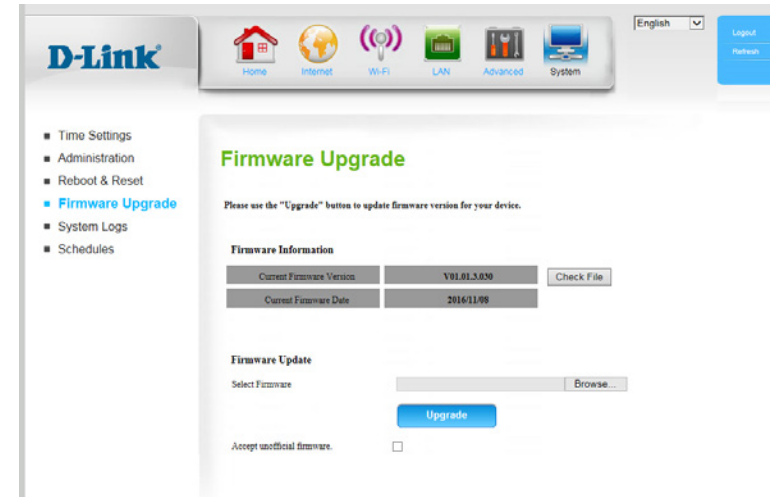 English
Logout
Refresh
D-Link
Home Internet Wi-Fi LAN Advanced System
Time Settings
Administration
Reboot & Reset
Firmware Upgrade
System Logs
Schedules
Firmware Upgrade
Please use the "Upgrade" button to update firmware version for your device.
Firmware Information
Current Firmware Version V01.01.3.030 Check File
Current Firmware Date 2016/11/08
Firmware Update
Select Firmware Browse...
Upgrade
Accept unofficial firmware.